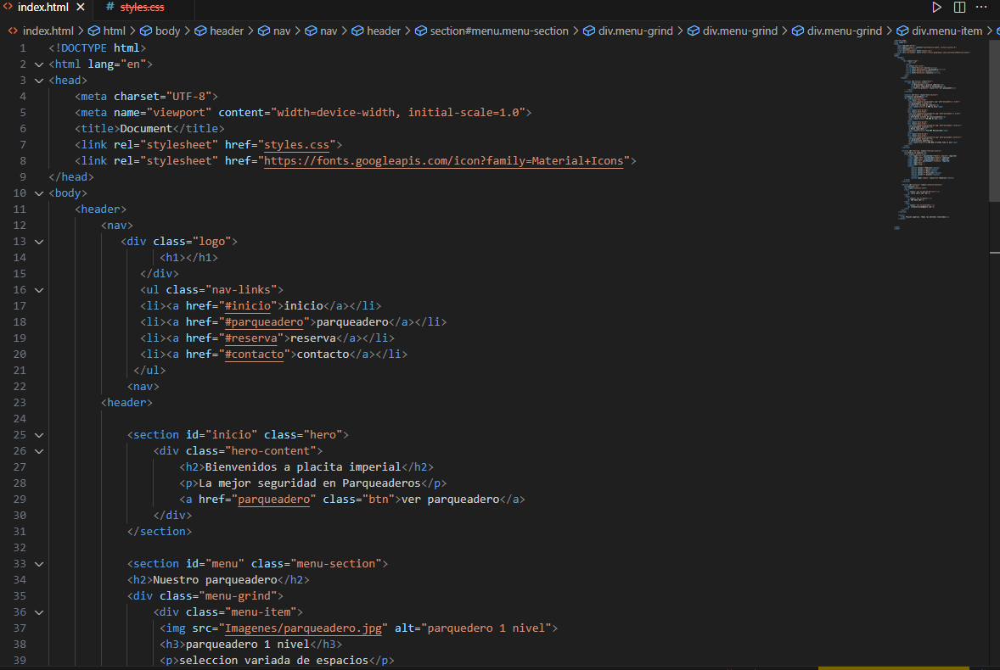 index.html
# styles.css
index.html > html > body > header > nav > nav > header > section#menu.menu-section > div.menu-grind > div.menu-grind > div.menu-grind > div.menu-item >
1 <!DOCTYPE html>
2 <html lang="en">
3 <head>
4 <meta charset="UTF-8">
5 <meta name="viewport" content="width=device-width, initial-scale=1.0">
6 <title>Document</title>
7 <link rel="stylesheet" href="styles.css">
8 <link rel="stylesheet" href="https://fonts.googleapis.com/icon?family=Material+Icons">
9 </head>
10 <body>
11 <header>
12 <nav>
13 <div class="logo">
14 <h1></h1>
15 </div>
16 <ul class="nav-links">
17 <li><a href="#inicio">inicio</a></li>
18 <li><a href="#parqueadero">parqueadero</a></li>
19 <li><a href="#reserva">reserva</a></li>
20 <li><a href="#contacto">contacto</a></li>
21 </ul>
22 <nav>
23 <header>
24
25 <section id="inicio" class="hero">
26 <div class="hero-content">
27 <h2>Bienvenidos a placita imperial</h2>
28 <p>La mejor seguridad en Parqueaderos</p>
29 <a href="parqueadero" class="btn">ver parqueadero</a>
30 </div>
31 </section>
32
33 <section id="menu" class="menu-section">
34 <h2>Nuestro parqueadero</h2>
35 <div class="menu-grind">
36 <div class="menu-item">
37 <img src="Imagenes/parqueadero.jpg" alt="parquedero 1 nivel">
38 <h3>parqueadero 1 nivel</h3>
39 <p>seleccion variada de espacios</p>